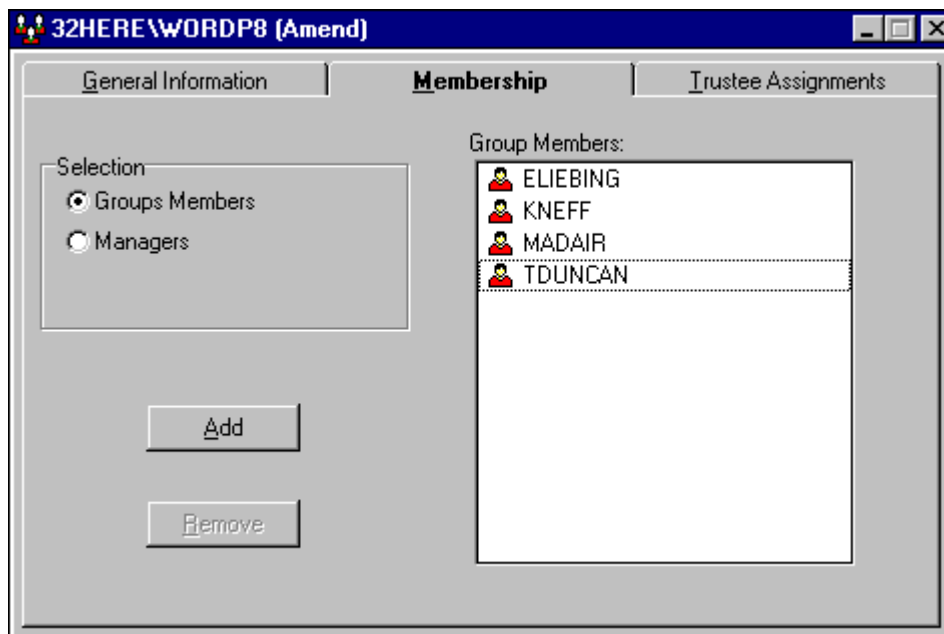 32HERE\WORDP8 (Amend)
General Information
Membership
Trustee Assignments
Selection
Groups Members
Managers
Add
Remove
Group Members:
ELIEBING
KNEFF
MADAIR
TDUNCAN